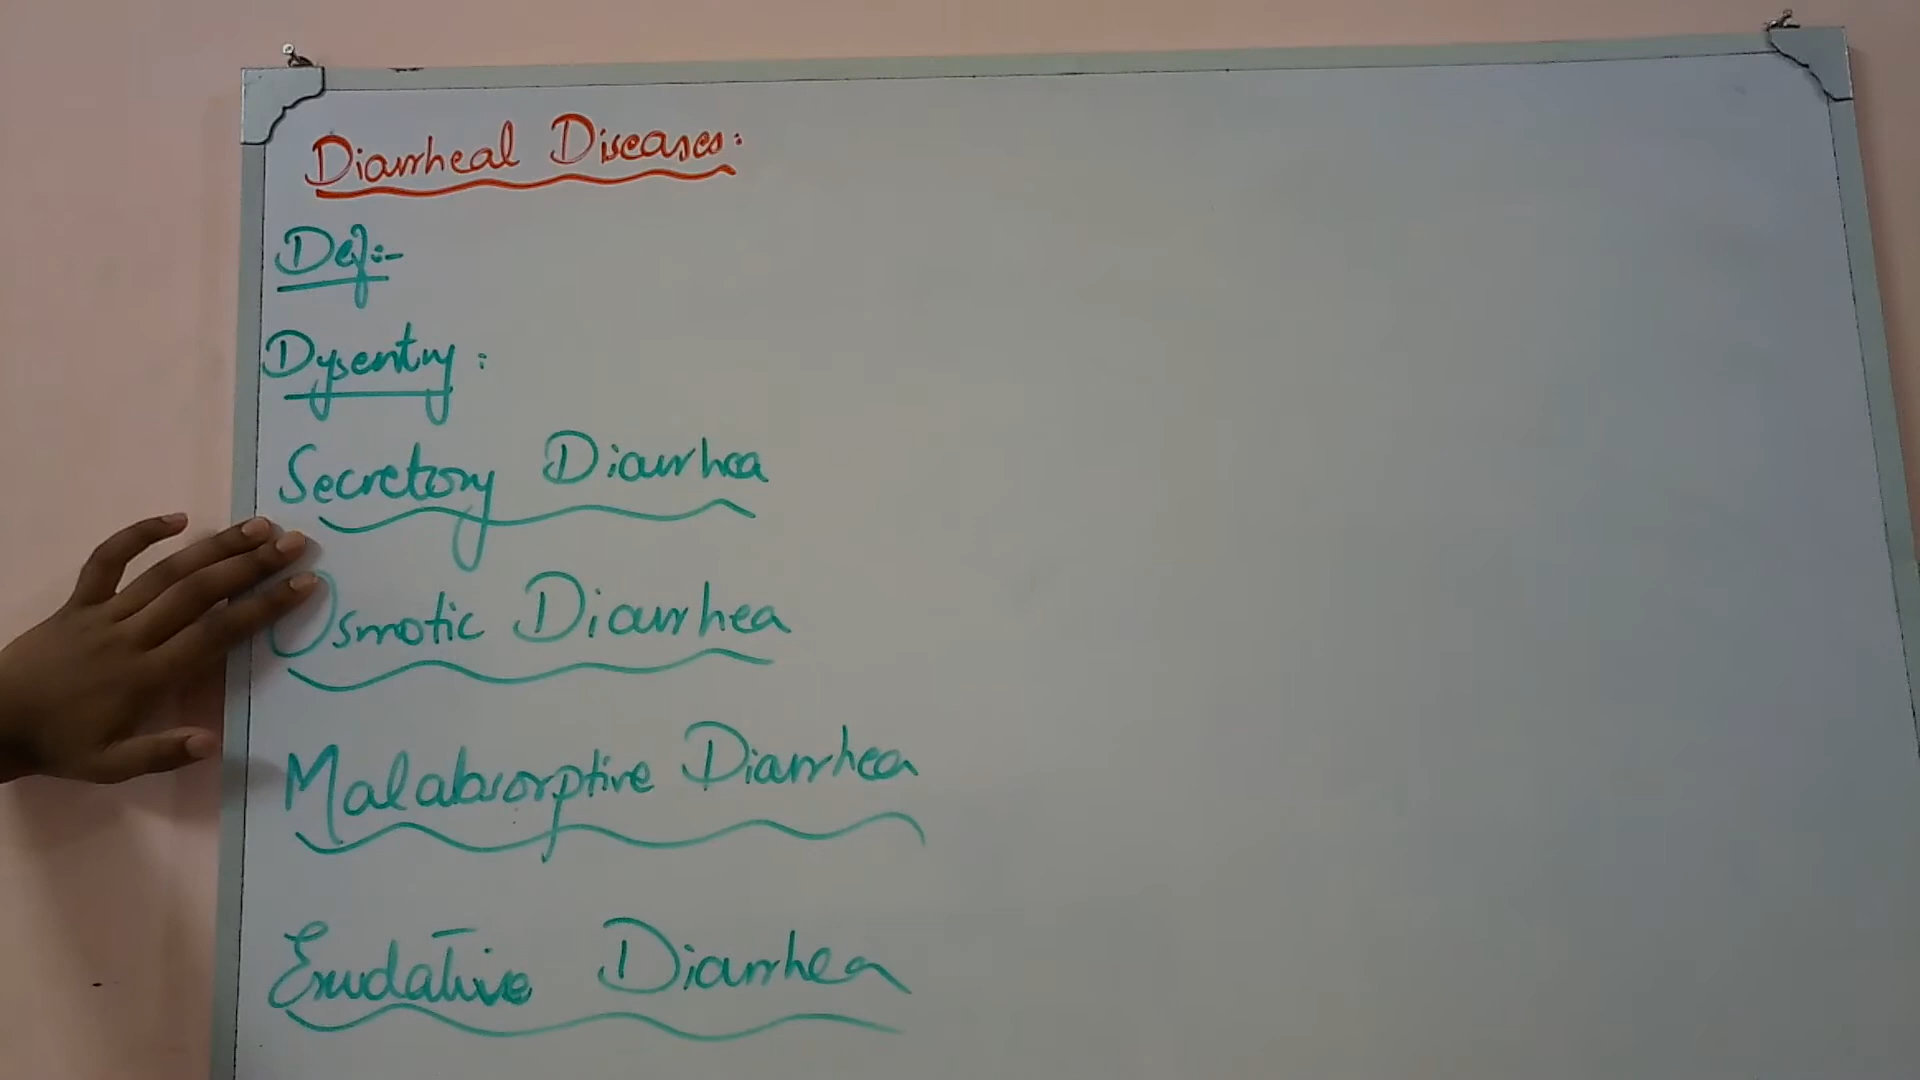 Diarrheal Diseases:
Def:-
Dysentry:
Secretory Diarrhea
Osmotic Diarrhea
Malabsorptive Diarrhea
Exudative Diarrhea